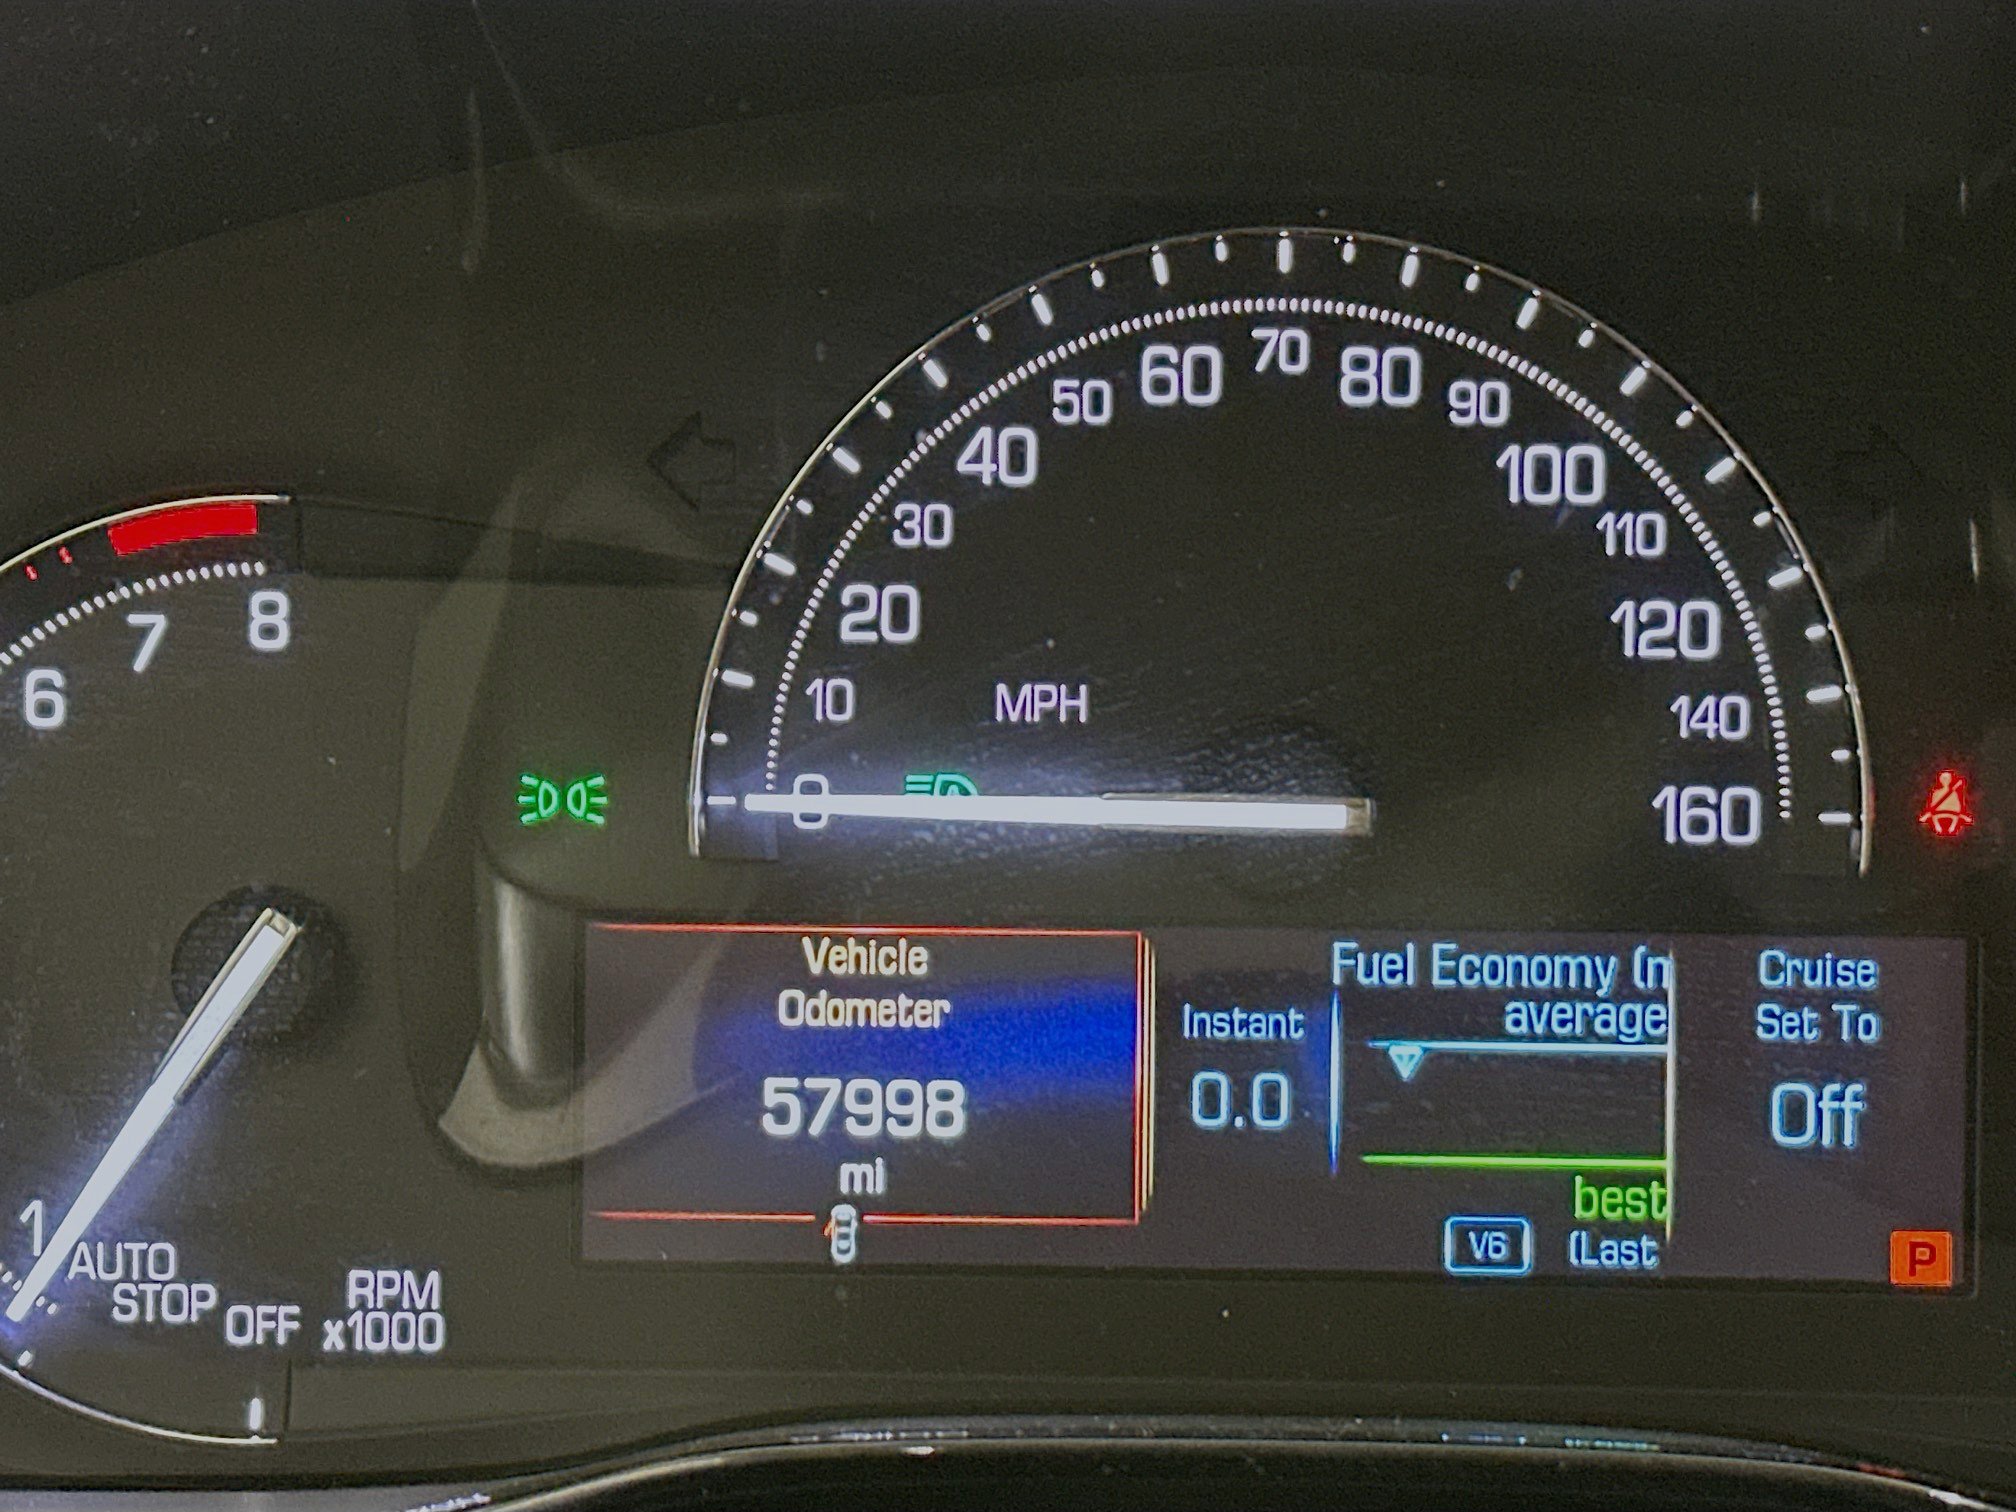 60
70
80
50
90
40
100
30
110
20
120
10
MPH
140
0
160
8
7
6
1
AUTO
STOP
OFF
RPM
x1000
Vehicle
Odometer
57998
mi
Instant
0.0
Fuel Economy (m
average
best
V6
(Last
Cruise
Set To
Off
P